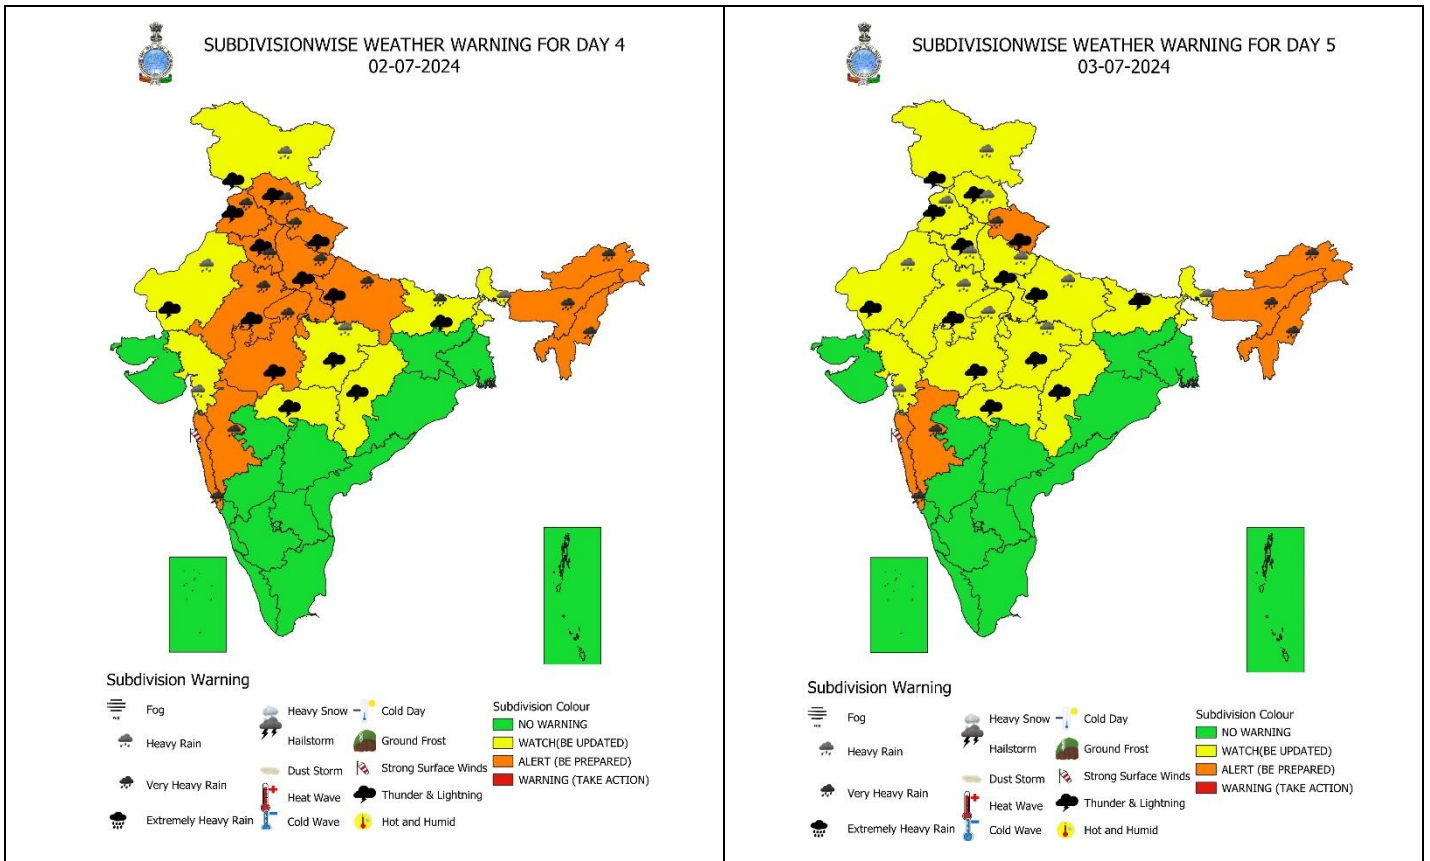 SUBDIVISIONWISE WEATHER WARNING FOR DAY 4
02-07-2024
Subdivision Warning
Fog
Heavy Rain
Very Heavy Rain
Extremely Heavy Rain
Heavy Snow
Hailstorm
Dust Storm
Heat Wave
Cold Wave
Cold Day
Ground Frost
Strong Surface Winds
Thunder & Lightning
Hot and Humid
Subdivision Colour
NO WARNING
WATCH(BE UPDATED)
ALERT (BE PREPARED)
WARNING (TAKE ACTION)
SUBDIVISIONWISE WEATHER WARNING FOR DAY 5
03-07-2024
Subdivision Warning
Fog
Heavy Rain
Very Heavy Rain
Extremely Heavy Rain
Heavy Snow
Hailstorm
Dust Storm
Heat Wave
Cold Wave
Cold Day
Ground Frost
Strong Surface Winds
Thunder & Lightning
Hot and Humid
Subdivision Colour
NO WARNING
WATCH(BE UPDATED)
ALERT (BE PREPARED)
WARNING (TAKE ACTION)